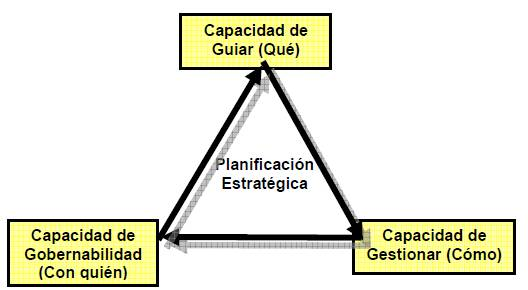 Capacidad de
Guiar (Qué)
Planificación
Estratégica
Capacidad de
Gobernabilidad
(Con quién)
Capacidad de
Gestionar (Cómo)